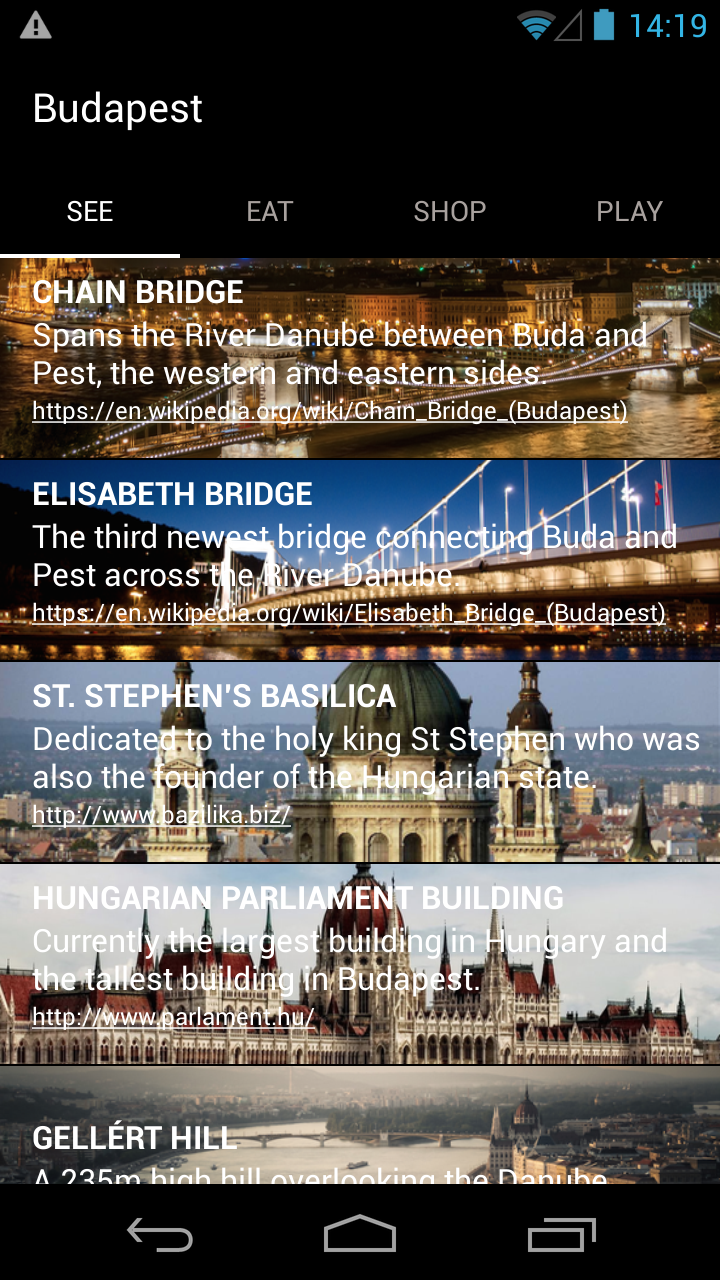 14:19
Budapest
SEE EAT SHOP PLAY
CHAIN BRIDGE
Spans the River Danube between Buda and
Pest, the western and eastern sides.
https://en.wikipedia.org/wiki/Chain_Bridge_(Budapest)
ELISABETH BRIDGE
The third newest bridge connecting Buda and
Pest across the River Danube.
https://en.wikipedia.org/wiki/Elisabeth_Bridge_(Budapest)
ST. STEPHEN'S BASILICA
Dedicated to the holy king St Stephen who was
also the founder of the Hungarian state.
http://www.bazilika.biz/
HUNGARIAN PARLIAMENT BUILDING
Currently the largest building in Hungary and
the tallest building in Budapest.
http://www.parlament.hu/
GELLÉRT HILL
A 235m high hill overlooking the Danube